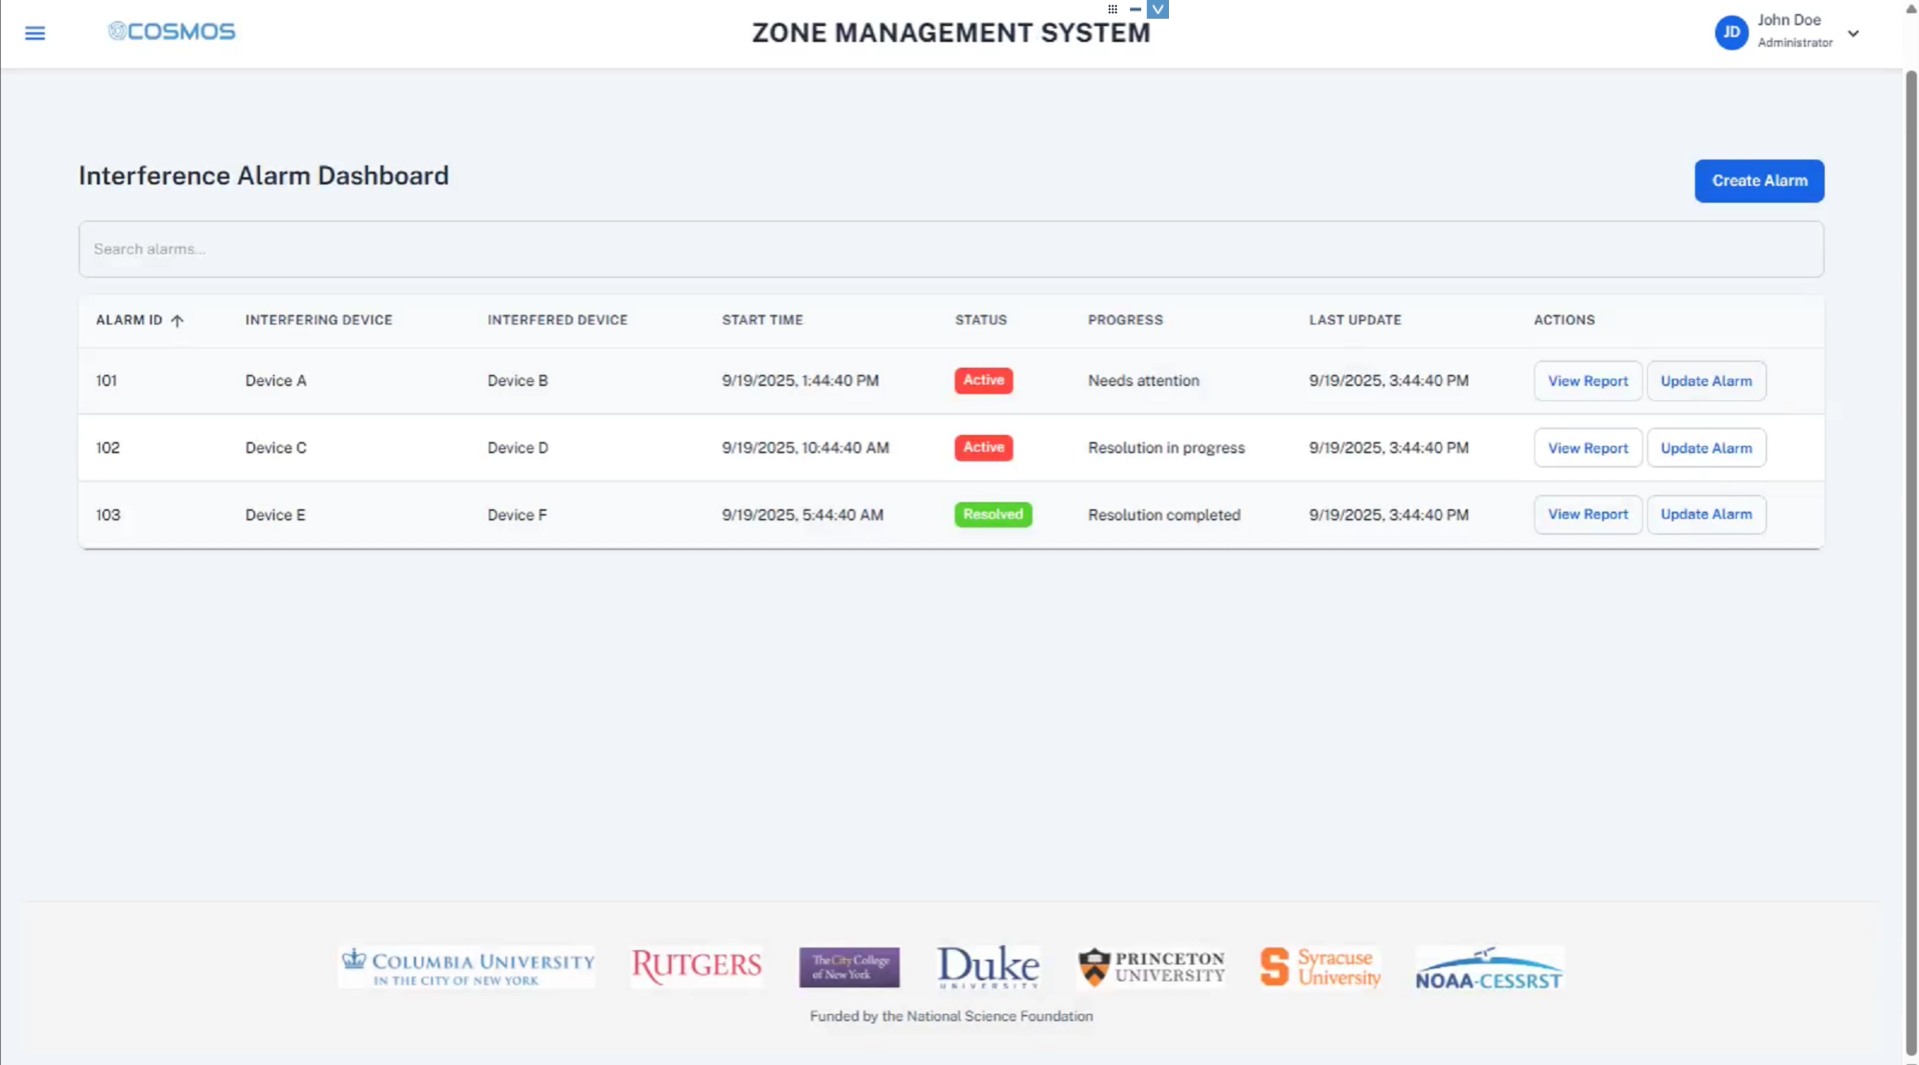 COSMOS
ZONE MANAGEMENT SYSTEM
JD
John Doe
Administrator
Interference Alarm Dashboard
Create Alarm
Search alarms...
ALARM ID INTERFERING DEVICE INTERFERED DEVICE START TIME STATUS PROGRESS LAST UPDATE ACTIONS
101 Device A Device B 9/19/2025, 1:44:40 PM Active Needs attention 9/19/2025, 3:44:40 PM View Report Update Alarm
102 Device C Device D 9/19/2025, 10:44:40 AM Active Resolution in progress 9/19/2025, 3:44:40 PM View Report Update Alarm
103 Device E Device F 9/19/2025, 5:44:40 AM Resolved Resolution completed 9/19/2025, 3:44:40 PM View Report Update Alarm
COLUMBIA UNIVERSITY
IN THE CITY OF NEW YORK
RUTGERS
The City College
of New York
Duke
UNIVERSITY
PRINCETON
UNIVERSITY
S
Syracuse
University
NOAA-CESSRST
Funded by the National Science Foundation